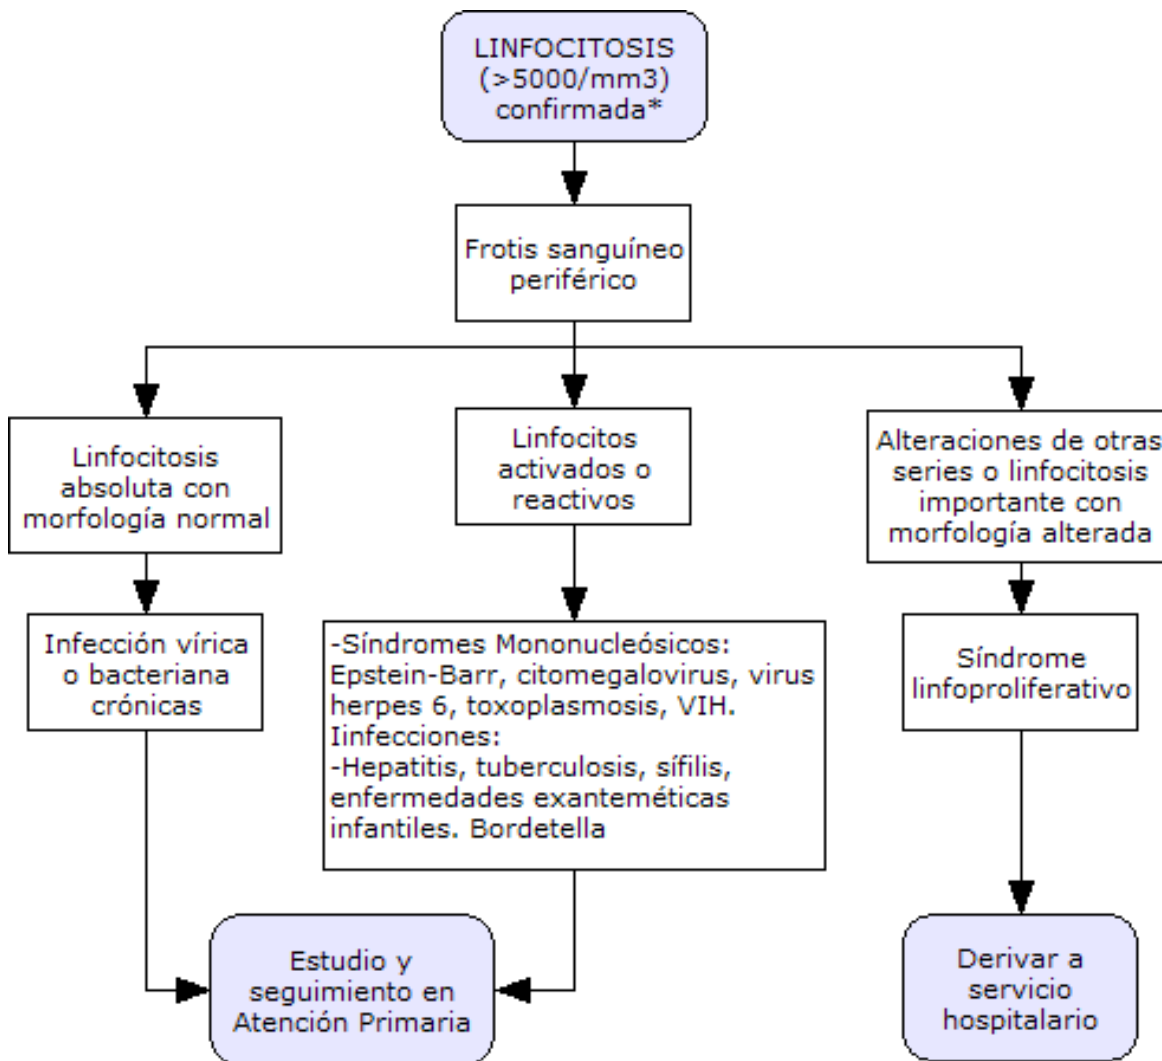 LINFOCITOSIS
(>5000/mm3)
confirmada*
Frotis sanguíneo
periférico
Linfocitosis
absoluta con
morfología normal
Linfocitos
activados o
reactivos
Alteraciones de otras
series o linfocitosis
importante con
morfología alterada
Infección vírica
o bacteriana
crónicas
-Síndromes Mononucleósicos:
Epstein-Barr, citomegalovirus, virus
herpes 6, toxoplasmosis, VIH.
Iinfecciones:
-Hepatitis, tuberculosis, sífilis,
enfermedades exanteméticas
infantiles. Bordetella
Síndrome
linfoproliferativo
Estudio y
seguimiento en
Atención Primaria
Derivar a
servicio
hospitalario